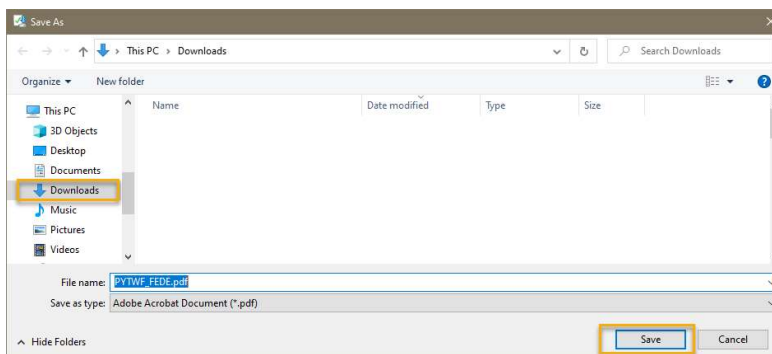 Save As
This PC > Downloads
Search Downloads
Organize
New folder
This PC
Name
Date modified
Type
Size
3D Objects
Desktop
Documents
Downloads
Music
Pictures
Videos
File name: PYTWF_FEDE.pdf
Save as type: Adobe Acrobat Document (*.pdf)
Hide Folders
Save
Cancel